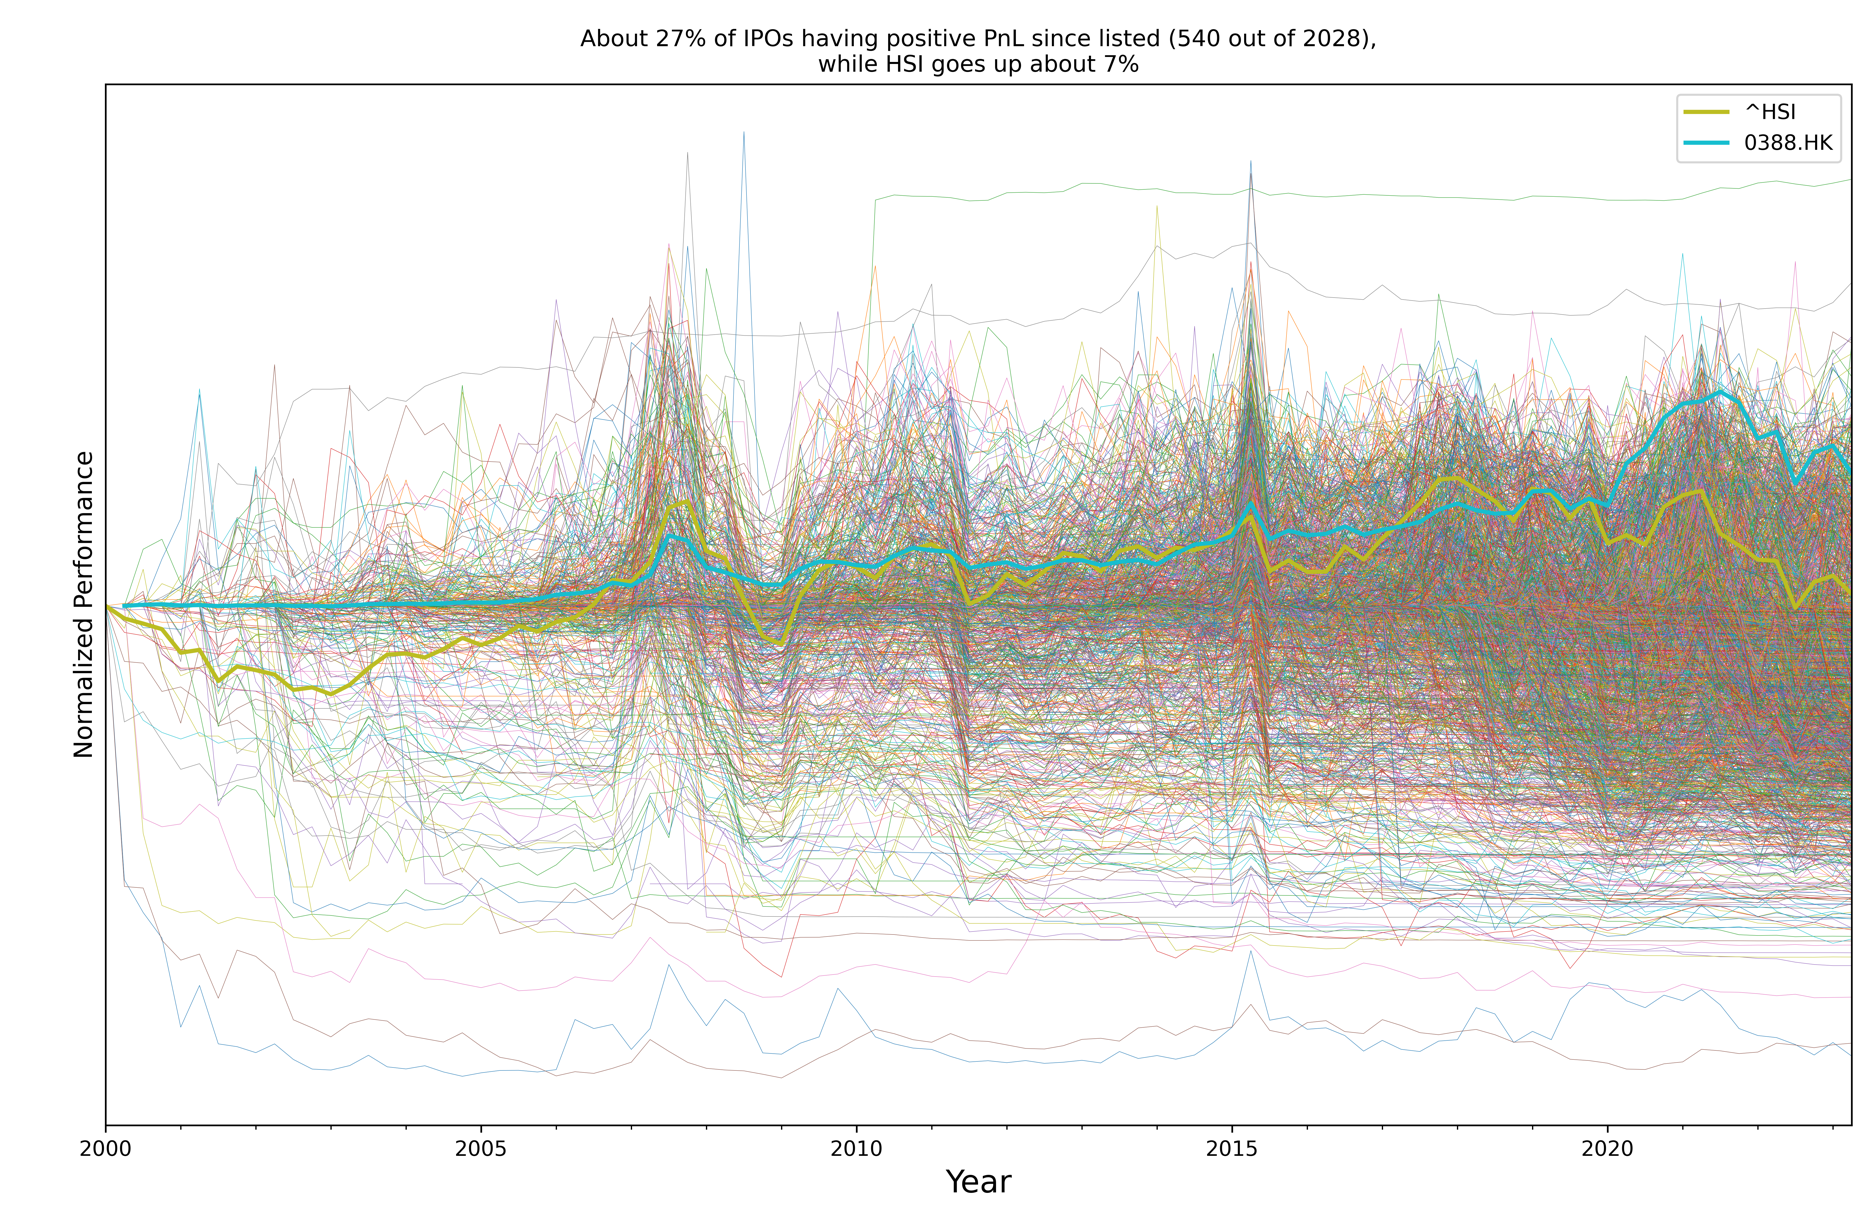 About 27% of IPOs having positive PnL since listed (540 out of 2028),
while HSI goes up about 7%
^HSI
0388.HK
Normalized Performance
2000
2005
2010
2015
2020
Year